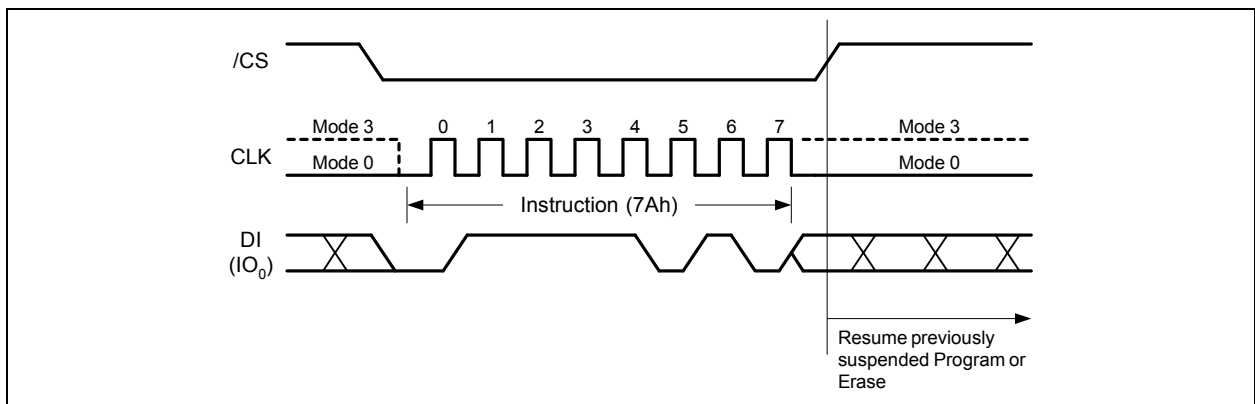 /CS
Mode 3 0 1 2 3 4 5 6 7 Mode 3
CLK
Mode 0 Mode 0
Instruction (7Ah)
DI
(IO0)
Resume previously
suspended Program or
Erase